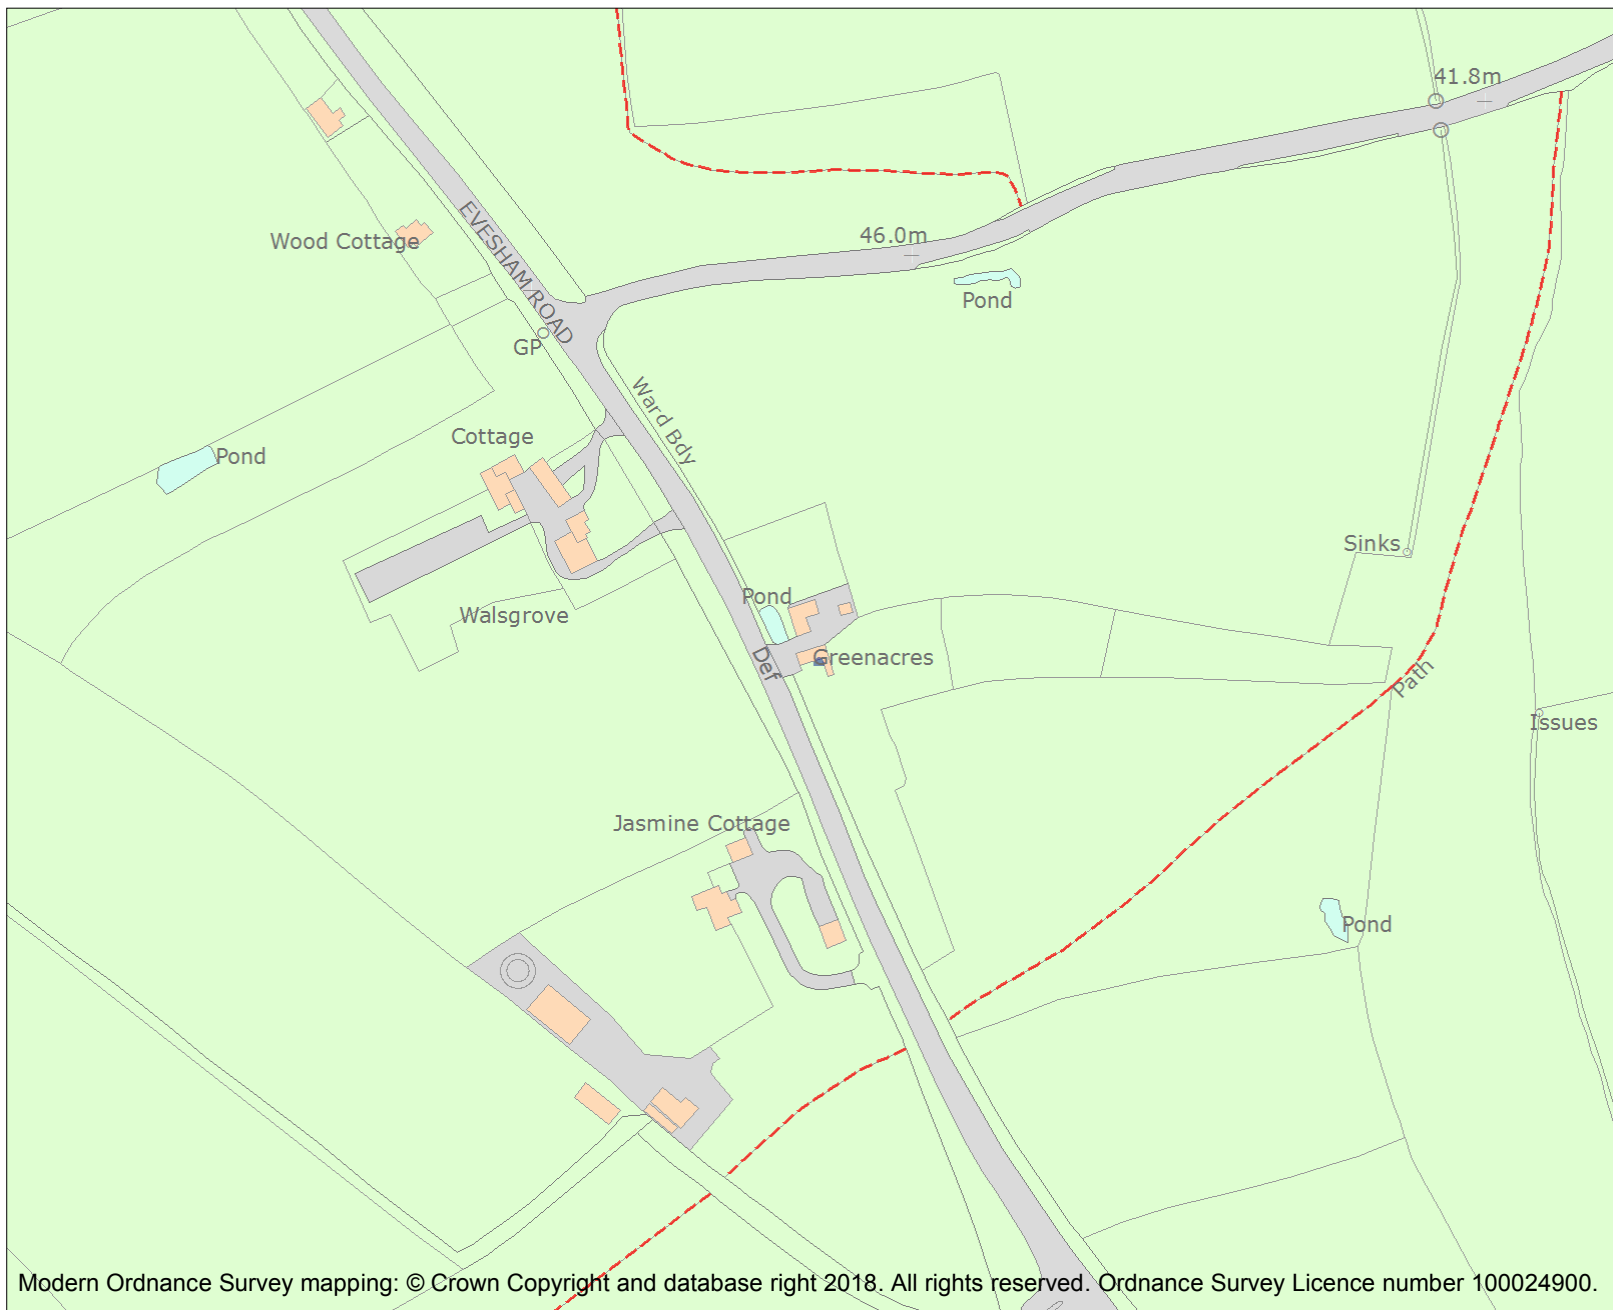 41.8m
EVESHAM ROAD
Wood Cottage
46.0m
Pond
GP
Ward Bdy
Cottage
Pond
Sinks
Pond
Walsgrove
Def
Greenacres
Path
Issues
Jasmine Cottage
Pond
Modern Ordnance Survey mapping: © Crown Copyright and database right 2018. All rights reserved. Ordnance Survey Licence number 100024900.